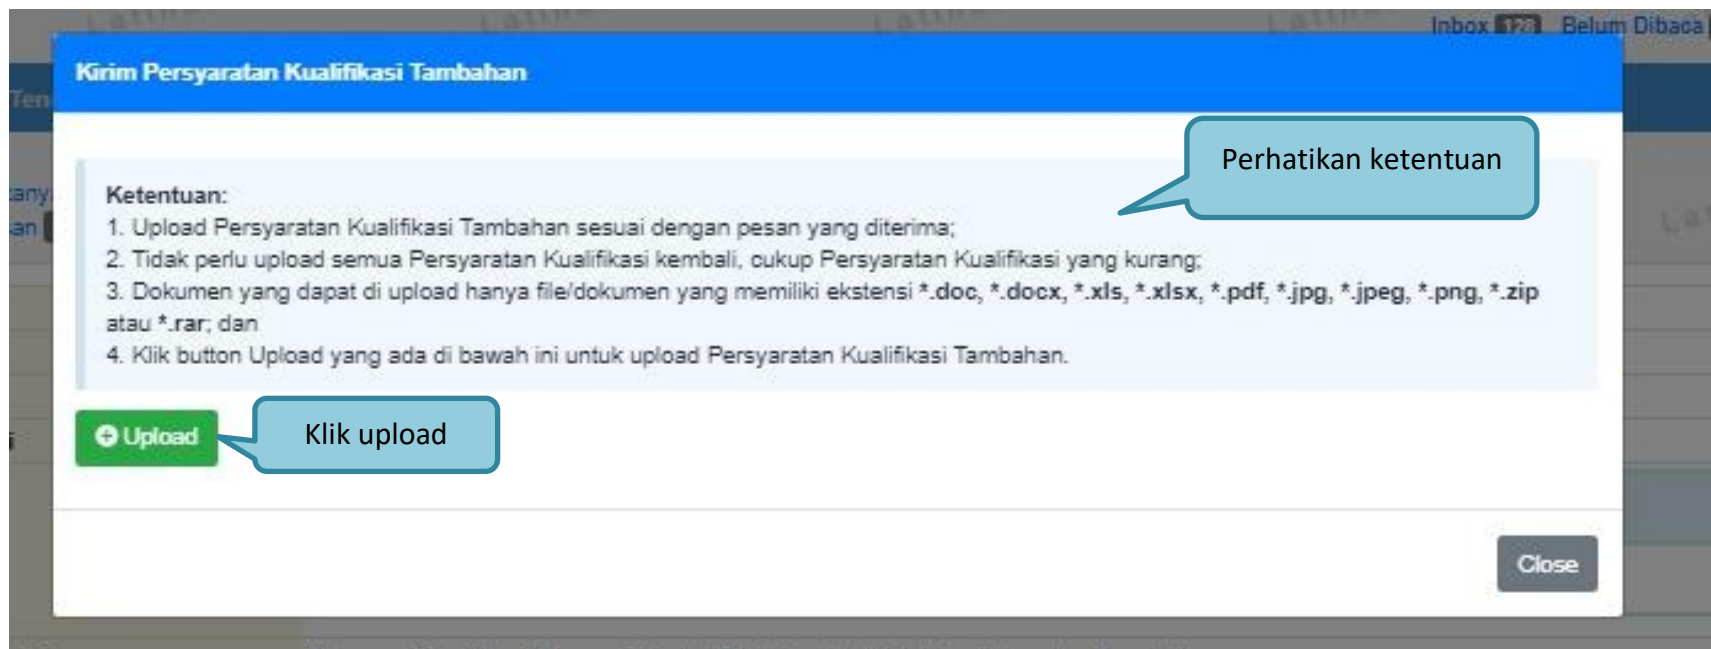 Inbox 128 Belum Dibaca
Kirim Persyaratan Kualifikasi Tambahan
Ten
Perhatikan ketentuan
Ketentuan:
1. Upload Persyaratan Kualifikasi Tambahan sesuai dengan pesan yang diterima;
2. Tidak perlu upload semua Persyaratan Kualifikasi kembali, cukup Persyaratan Kualifikasi yang kurang;
3. Dokumen yang dapat di upload hanya file/dokumen yang memiliki ekstensi *.doc, *.docx, *.xls, *.xlsx, *.pdf, *.jpg, *.jpeg, *.png, *.zip
atau *.rar; dan
4. Klik button Upload yang ada di bawah ini untuk upload Persyaratan Kualifikasi Tambahan.
Upload
Klik upload
Close